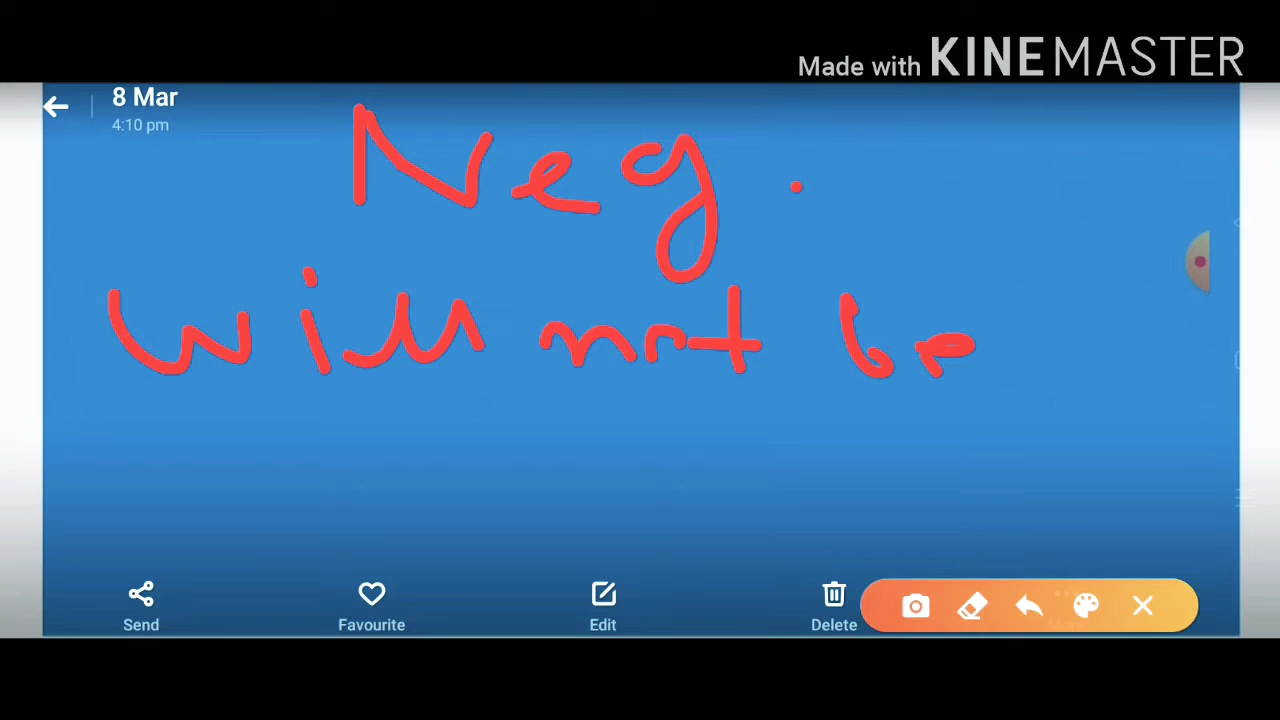 Made with KINEMASTER
8 Mar
4:10 pm
Neg.
will not be
Send
Favourite
Edit
Delete